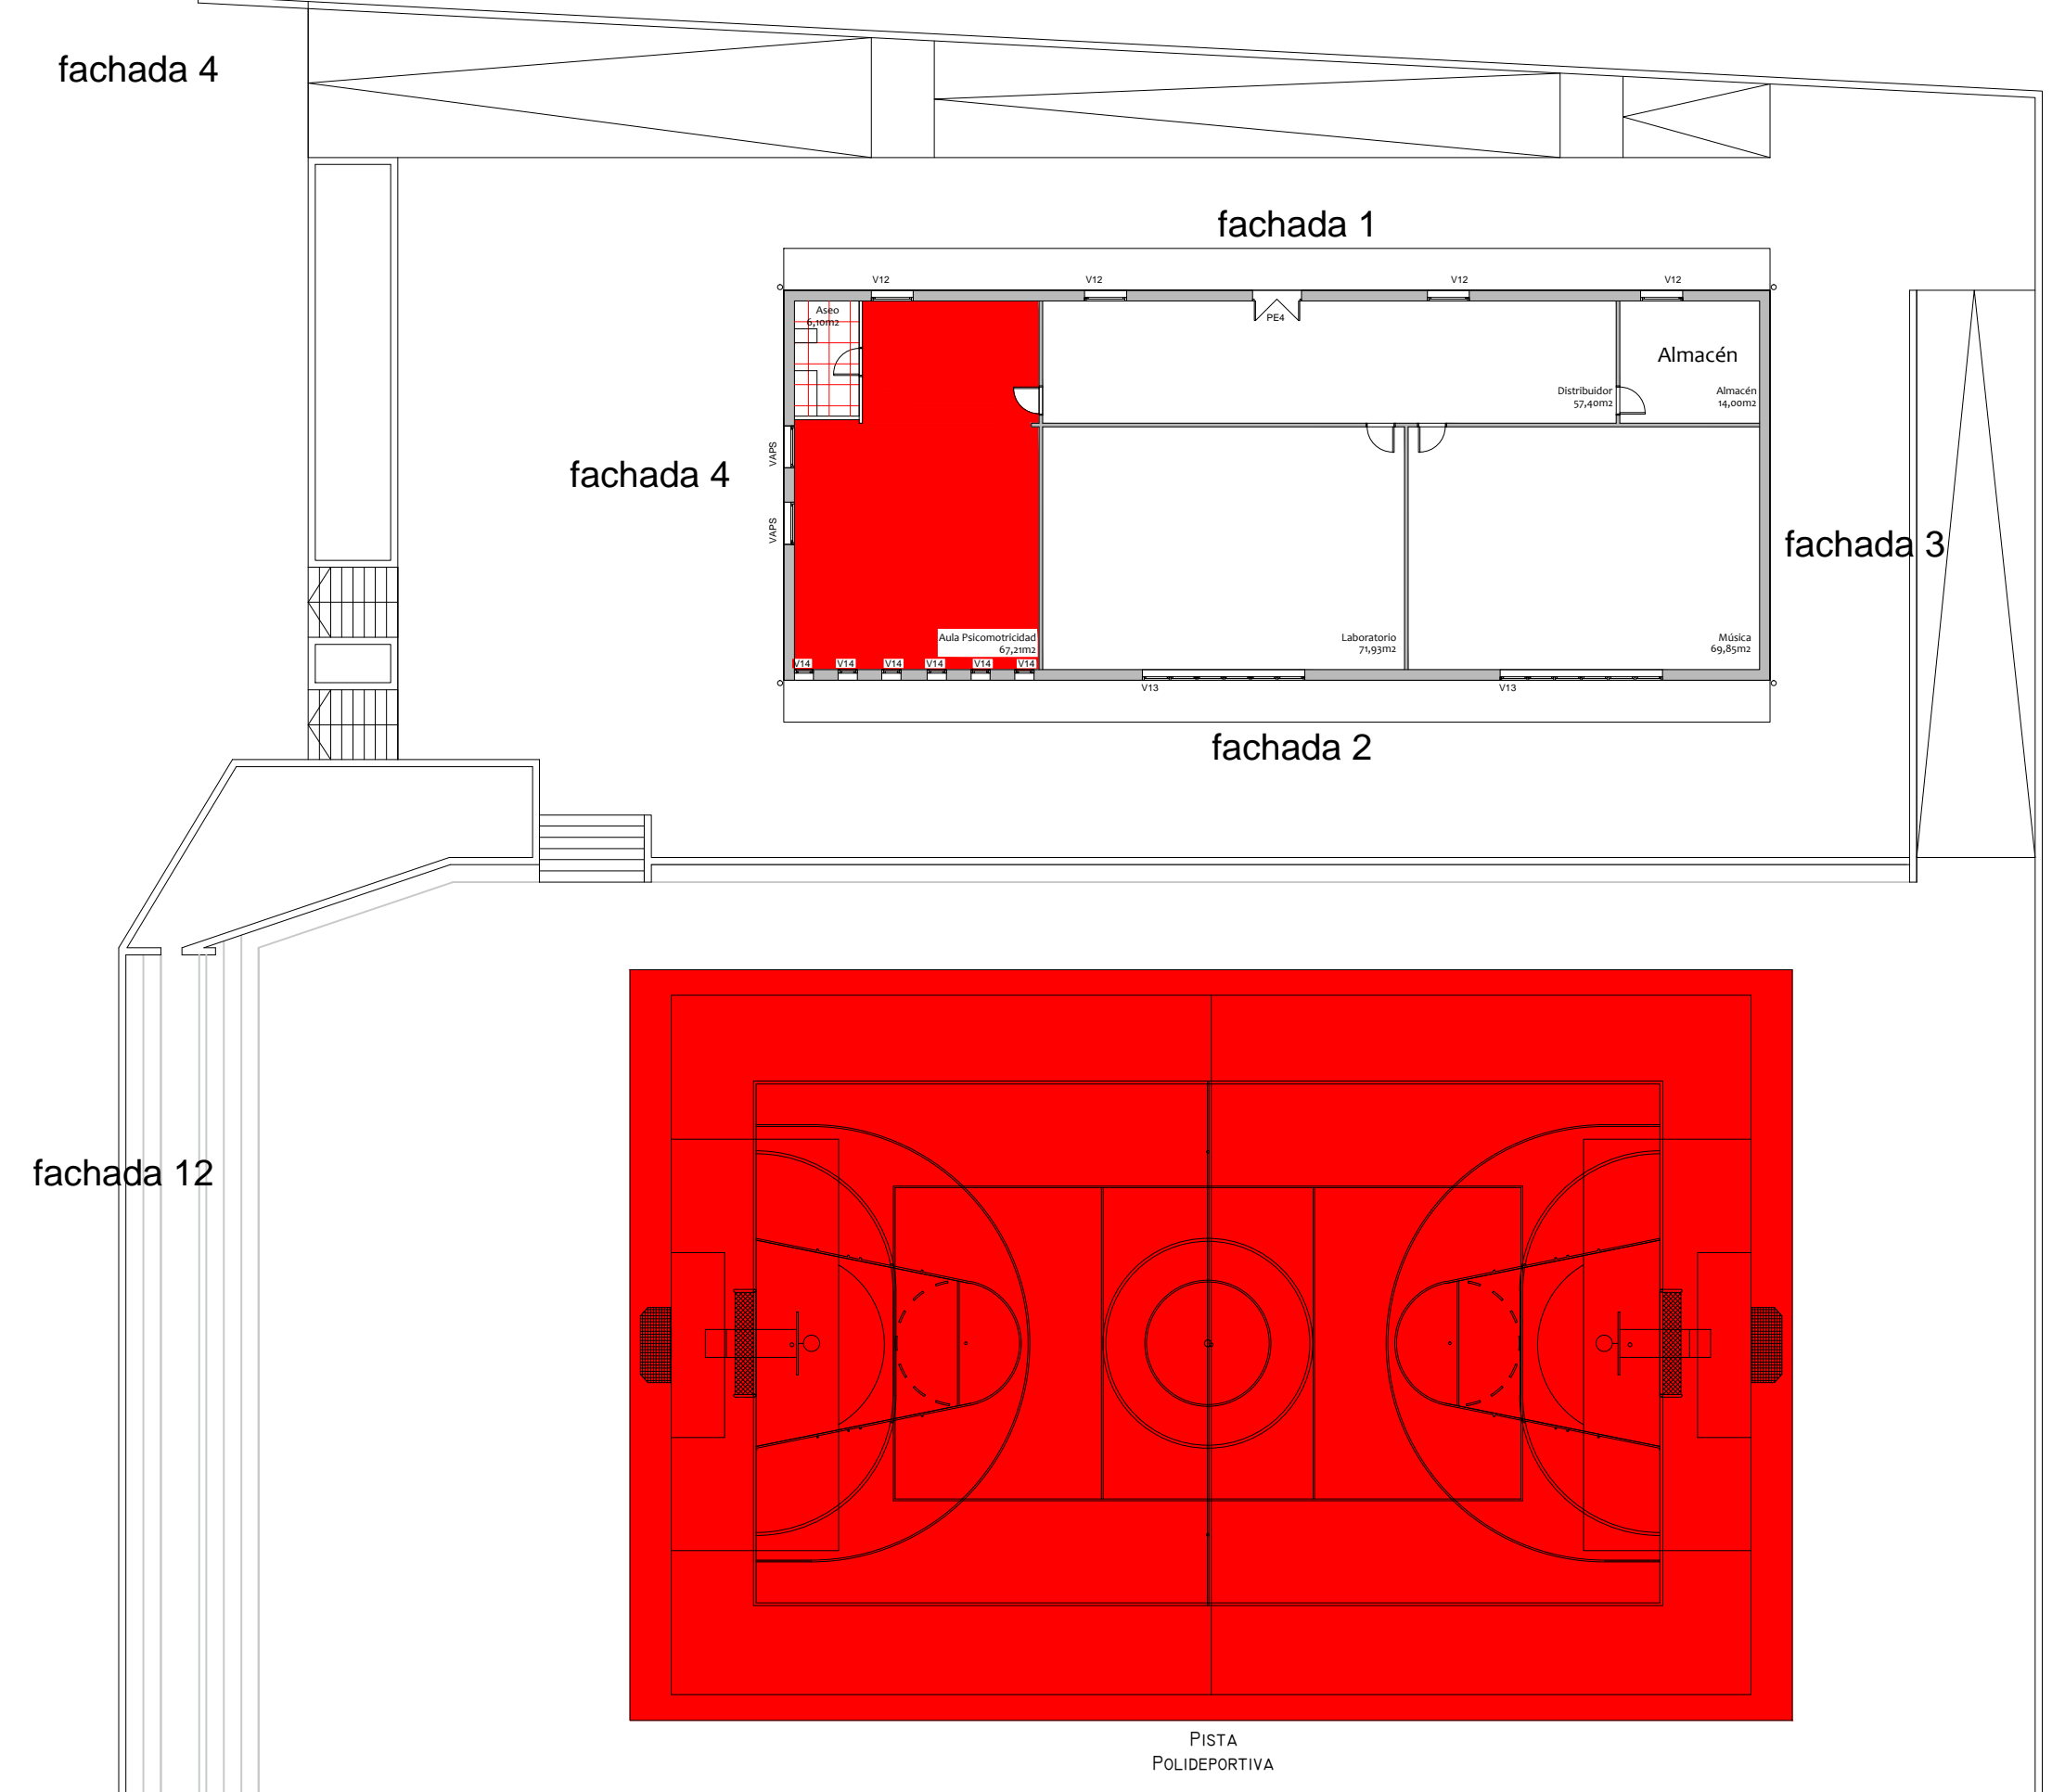 fachada 4
fachada 1
V12
V12
V12
V12
Aseo
6,10m2
PE4
Almacén
Distribuidor
57,40m2
Almacén
14,00m2
VAPS
fachada 4
VAPS
fachada 3
Aula Psicomotricidad
67,21m2
Laboratorio
71,93m2
Música
69,85m2
V14
V14
V14
V14
V14
V14
V13
V13
fachada 2
fachada 12
PISTA
POLIDEPORTIVA